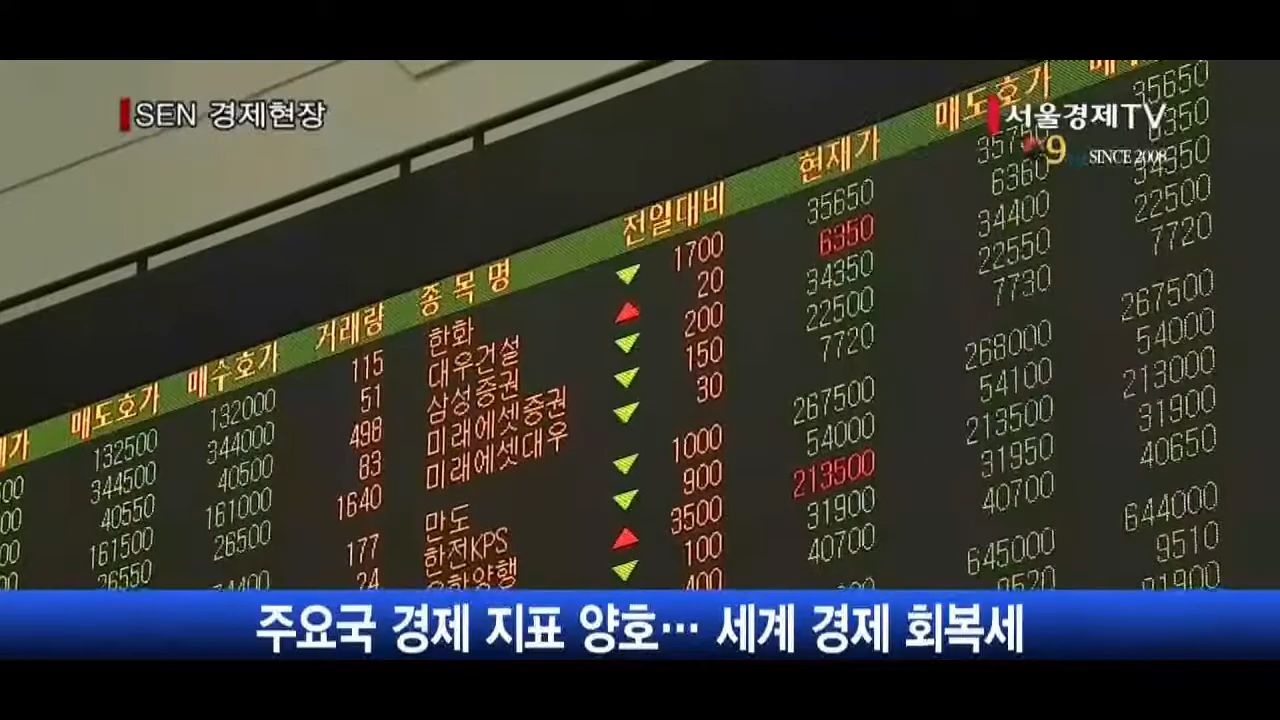 SEN 경제현장
서울경제TV
9 SINCE 2008
매도호가 매수호가 거래량 종목명 전일대비 현재가 매도호가
132500 132000 115 한화 ▼ 1700 35650 35650
344500 344000 51 대우건설 ▲ 20 6350 6360
40550 40500 498 삼성증권 ▼ 200 34350 34400 34350
161500 161000 83 미래에셋증권 ▼ 150 22500 22550 22500
26550 26500 1640 미래에셋대우 ▼ 30 7720 7730 7720
177 만도 ▼ 1000 267500 268000 267500
24 한전KPS ▼ 900 54000 54100 54000
▲ 3500 213500 213500 213000
▼ 100 31900 31950 31900
400 40700 40700 40650
645000 644000
9510
주요국 경제 지표 양호… 세계 경제 회복세